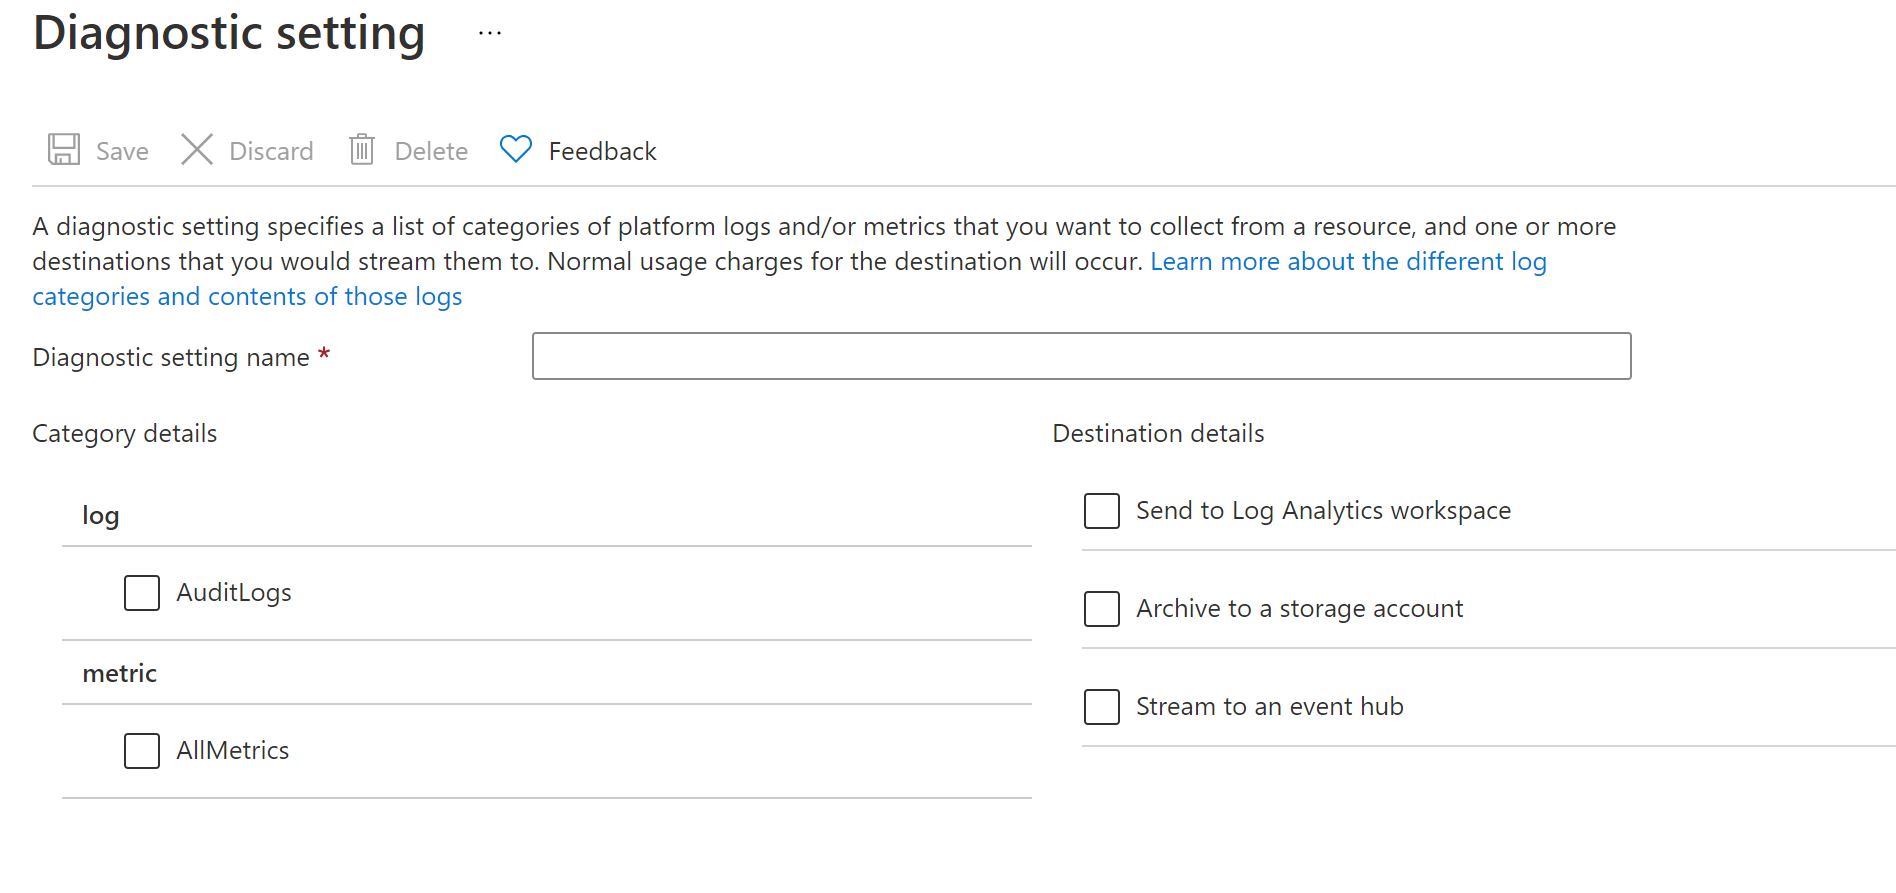 Diagnostic setting ...
Save Discard Delete Feedback
A diagnostic setting specifies a list of categories of platform logs and/or metrics that you want to collect from a resource, and one or more
destinations that you would stream them to. Normal usage charges for the destination will occur. Learn more about the different log
categories and contents of those logs
Diagnostic setting name *
Category details
log
AuditLogs
metric
AllMetrics
Destination details
Send to Log Analytics workspace
Archive to a storage account
Stream to an event hub